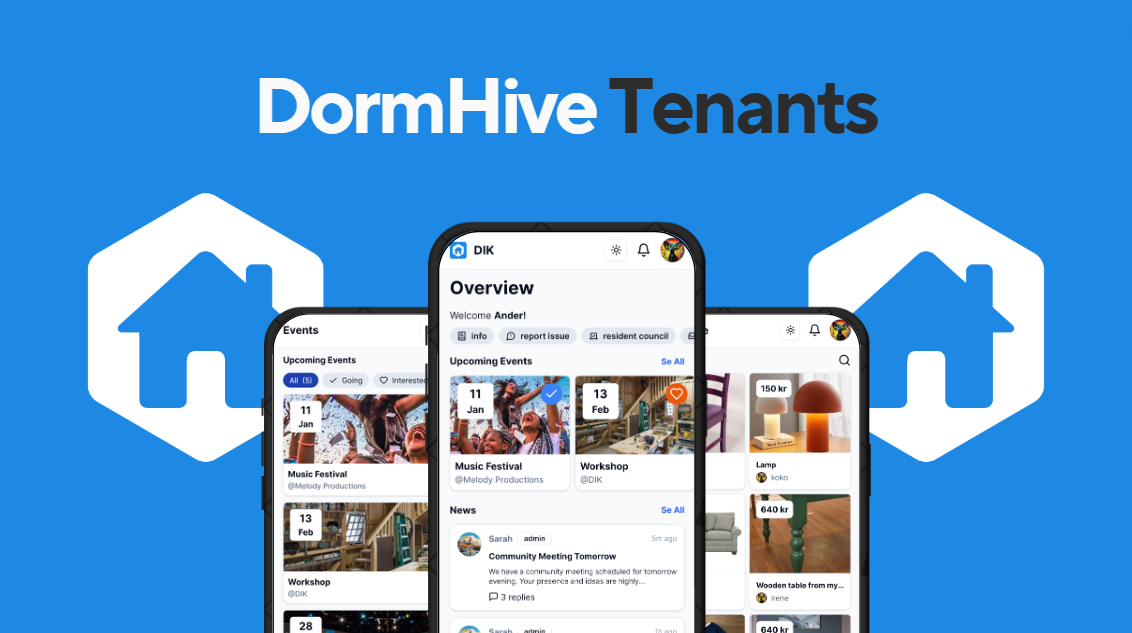 DormHive Tenants
Events
Upcoming Events
All (5)
Going
Interested
11
Jan
Music Festival
@Melody Productions
13
Feb
Workshop
@DIK
28
DIK
Overview
Welcome Ander!
info
report issue
resident council
Upcoming Events
Se All
11
Jan
Music Festival
@Melody Productions
13
Feb
Workshop
@DIK
News
Se All
Sarah admin
5m ago
Community Meeting Tomorrow
We have a community meeting scheduled for tomorrow
evening. Your presence and ideas are highly...
3 replies
Sarah admin
1h ago
150 kr
Lamp
koko
640 kr
Wooden table from my...
irene
640 kr